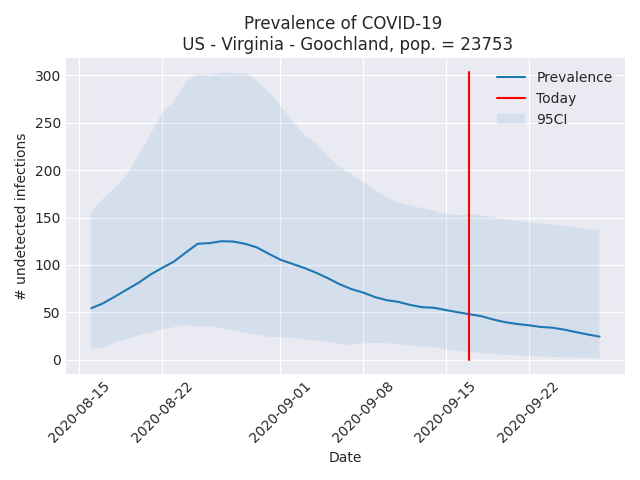 Prevalence of COVID-19
US - Virginia - Goochland, pop. = 23753
300
250
200
150
100
50
0
# undetected infections
Prevalence
Today
95CI
2020-08-15
2020-08-22
2020-09-01
2020-09-08
2020-09-15
2020-09-22
Date